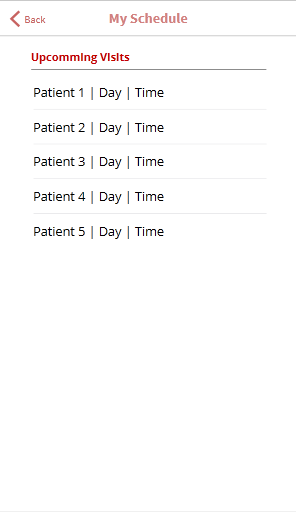 Back
My Schedule
Upcomming Visits
Patient 1 | Day | Time
Patient 2 | Day | Time
Patient 3 | Day | Time
Patient 4 | Day | Time
Patient 5 | Day | Time